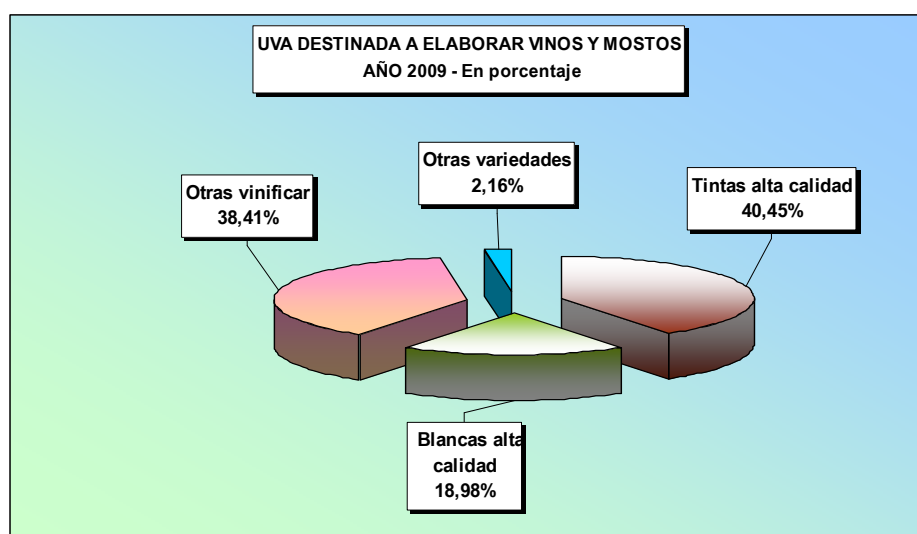 UVA DESTINADA A ELABORAR VINOS Y MOSTOS
AÑO 2009 - En porcentaje
Otras variedades
2,16%
Otras vinificar
38,41%
Tintas alta calidad
40,45%
Blancas alta
calidad
18,98%